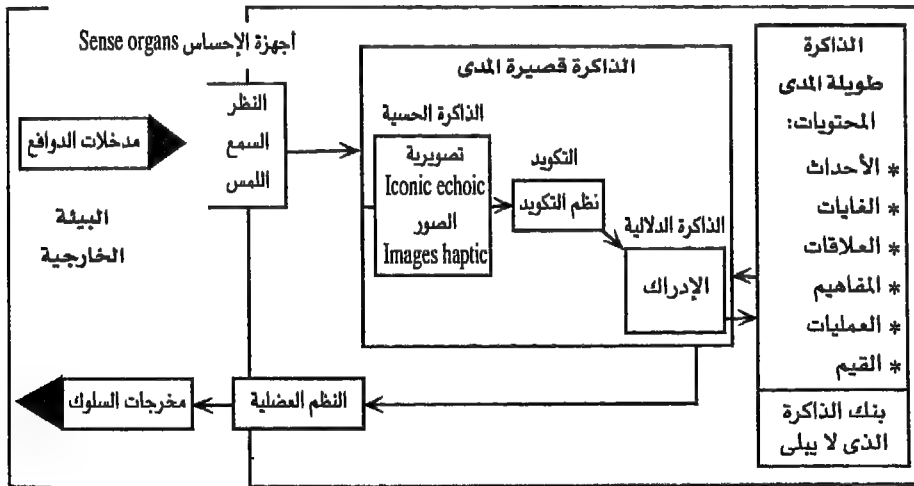 أجهزة الإحساس Sense organs
النظر
السمع
اللمس
مدخلات الدوافع
البيئة
الخارجية
الذاكرة قصيرة المدى
الذاكرة الحسية
تصويرية
Iconic echoic
الصور
Images haptic
التكويد
نظم التكويد
الذاكرة الدلالية
الإدراك
الذاكرة
طويلة المدى
المحتويات:
* الأحداث
* الغايات
* العلاقات
* المفاهيم
* العمليات
* القيم
بنك الذاكرة
الذى لا يبلى
النظم العضلية
مخرجات السلوك